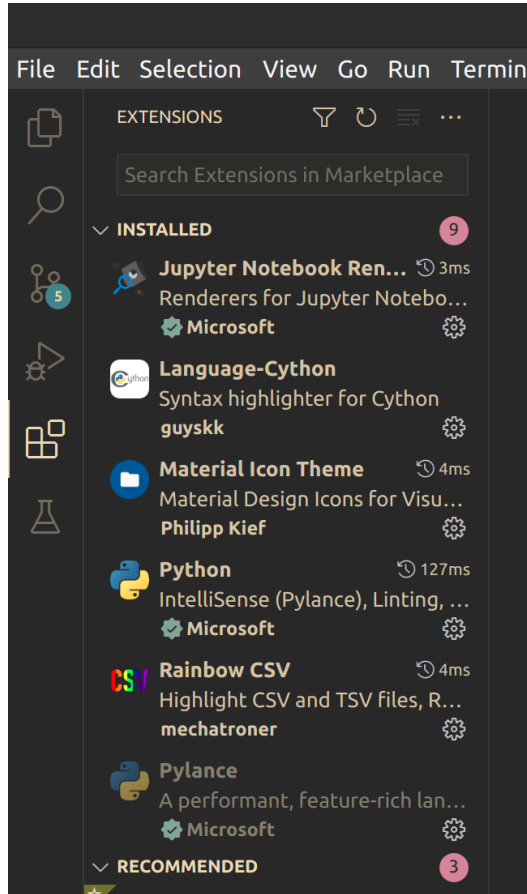 File Edit Selection View Go Run Termin
EXTENSIONS
Search Extensions in Marketplace
INSTALLED 9
Jupyter Notebook Ren... 3ms
Renderers for Jupyter Notebo...
Microsoft
5
Language-Cython
Cython
Syntax highlighter for Cython
guyskk
Material Icon Theme 4ms
Material Design Icons for Visu...
Philipp Kief
Python 127ms
IntelliSense (Pylance), Linting, ...
Microsoft
Rainbow CSV 4ms
CSV
Highlight CSV and TSV files, R...
mechatroner
Pylance
A performant, feature-rich lan...
Microsoft
RECOMMENDED 3